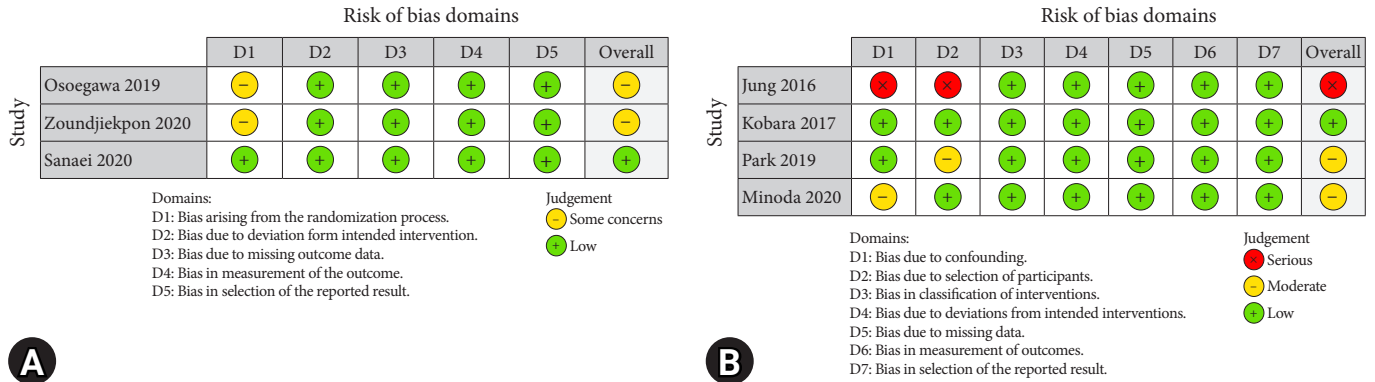 Risk of bias domains
D1 D2 D3 D4 D5 Overall
Study
Osoegawa 2019 − + + + + −
Zoundjiekpon 2020 − + + + + −
Sanaei 2020 + + + + + +
Domains:
D1: Bias arising from the randomization process.
D2: Bias due to deviation form intended intervention.
D3: Bias due to missing outcome data.
D4: Bias in measurement of the outcome.
D5: Bias in selection of the reported result.
Judgement
− Some concerns
+ Low
A
Risk of bias domains
D1 D2 D3 D4 D5 D6 D7 Overall
Study
Jung 2016 × × + + + + + ×
Kobara 2017 + + + + + + + +
Park 2019 + − + + + + + −
Minoda 2020 − + + + + + + −
Domains:
D1: Bias due to confounding.
D2: Bias due to selection of participants.
D3: Bias in classification of interventions.
D4: Bias due to deviations from intended interventions.
D5: Bias due to missing data.
D6: Bias in measurement of outcomes.
D7: Bias in selection of the reported result.
Judgement
× Serious
− Moderate
+ Low
B